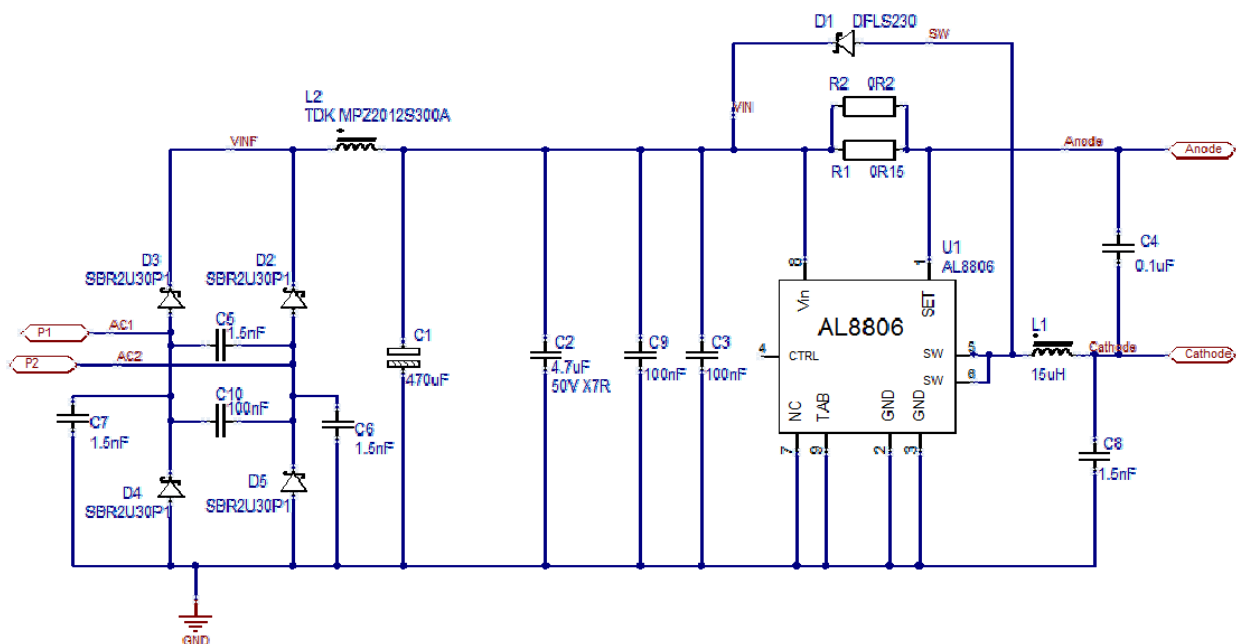 D1 DFLS230
SW
R2 0R2
L2
TDK MPZ2012S300A
VIN
VINF
Anode
Anode
R1 0R15
D3
SBR2U30P1
D2
SBR2U30P1
U1
AL8806
C4
0.1uF
8
1
Vin
SET
P1
AC1
C5
1.5nF
P2
AC2
C1
470uF
C2
4.7uF
50V X7R
C9
100nF
C3
100nF
AL8806
4
CTRL
SW
5
SW
6
L1
15uH
Cathode
Cathode
C10
100nF
C7
1.5nF
C6
1.5nF
NC
TAB
GND
GND
7
9
2
3
C8
1.5nF
D4
SBR2U30P1
D5
SBR2U30P1
GND